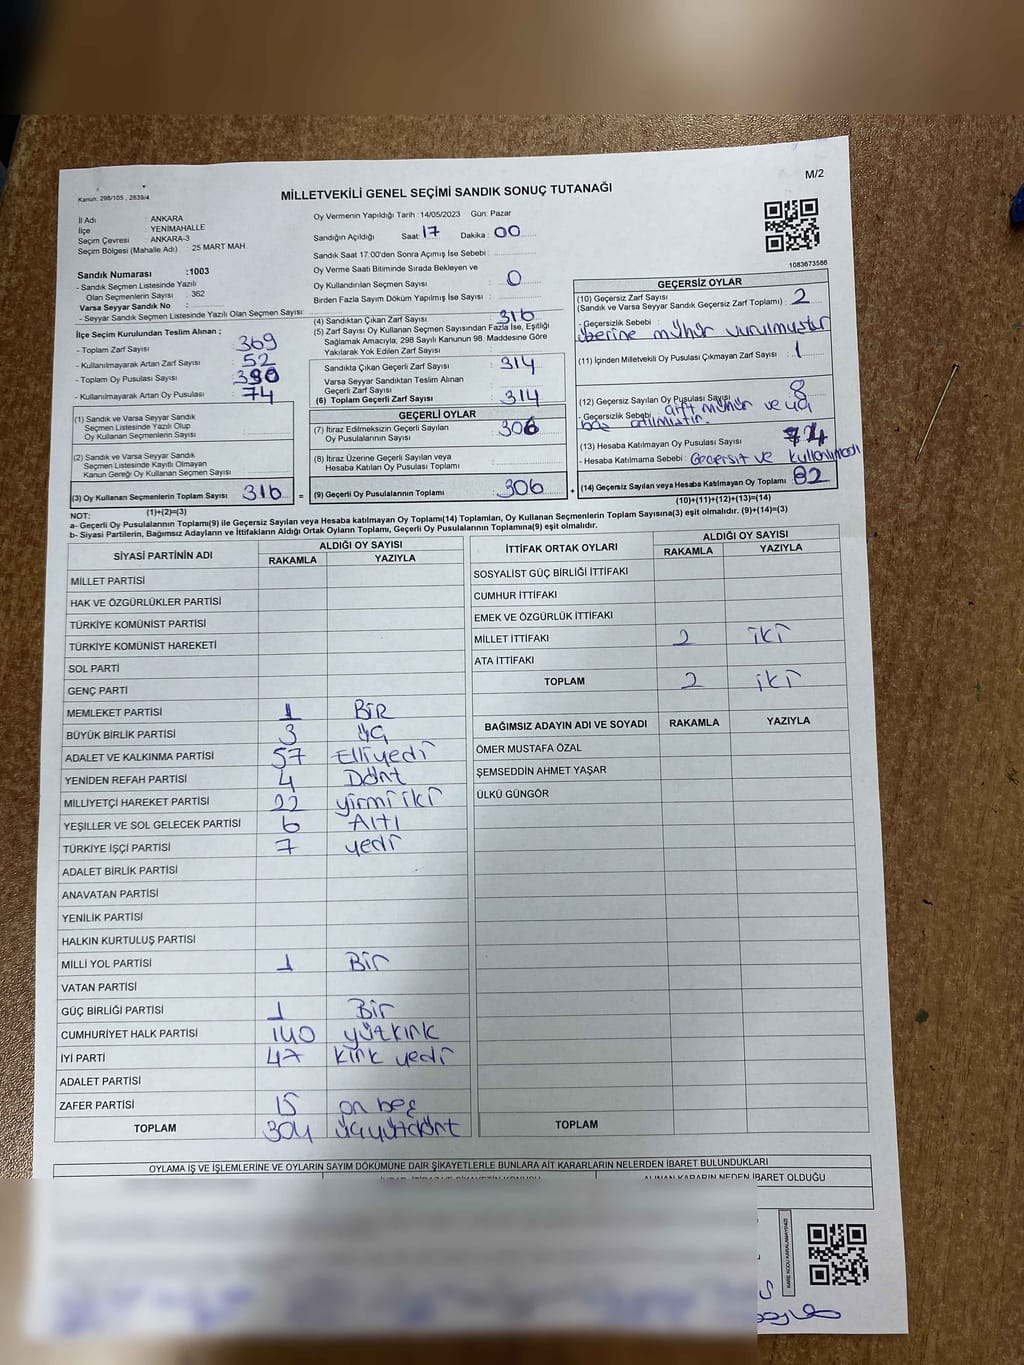 M/2
Kanun: 298/105 , 2839/4
MİLLETVEKİLİ GENEL SEÇİMİ SANDIK SONUÇ TUTANAĞI
İl Adı : ANKARA
İlçe : YENİMAHALLE
Seçim Çevresi : ANKARA-3
Seçim Bölgesi (Mahalle Adı) : 25 MART MAH.
Sandık Numarası :1003
- Sandık Seçmen Listesinde Yazılı
Olan Seçmenlerin Sayısı : 362
Varsa Seyyar Sandık No :
- Seyyar Sandık Seçmen Listesinde Yazılı Olan Seçmen Sayısı:
İlçe Seçim Kurulundan Teslim Alınan ;
- Toplam Zarf Sayısı : 369
- Kullanılmayarak Artan Zarf Sayısı : 52
- Toplam Oy Pusulası Sayısı : 390
- Kullanılmayarak Artan Oy Pusulası : 74
(1) Sandık ve Varsa Seyyar Sandık
Seçmen Listesinde Yazılı Olup
Oy Kullanan Seçmenlerin Sayısı :
(2) Sandık ve Varsa Seyyar Sandık
Seçmen Listesinde Kayıtlı Olmayan
Kanun Gereği Oy Kullanan Seçmen Sayısı :
(3) Oy Kullanan Seçmenlerin Toplam Sayısı : 316
(1)+(2)=(3)
Oy Vermenin Yapıldığı Tarih : 14/05/2023 Gün: Pazar
Sandığın Açıldığı Saat: 17 Dakika : 00
Sandık Saat 17:00'den Sonra Açılmış İse Sebebi :
Oy Verme Saati Bitiminde Sırada Bekleyen ve
Oy Kullandırılan Seçmen Sayısı : 0
Birden Fazla Sayım Döküm Yapılmış İse Sayısı :
(4) Sandıktan Çıkan Zarf Sayısı : 316
(5) Zarf Sayısı Oy Kullanan Seçmen Sayısından Fazla İse, Eşitliği
Sağlamak Amacıyla, 298 Sayılı Kanunun 98. Maddesine Göre
Yakılarak Yok Edilen Zarf Sayısı :
Sandıkta Çıkan Geçerli Zarf Sayısı : 314
Varsa Seyyar Sandıktan Teslim Alınan
Geçerli Zarf Sayısı :
(6) Toplam Geçerli Zarf Sayısı : 314
GEÇERLİ OYLAR
(7) İtiraz Edilmeksizin Geçerli Sayılan
Oy Pusulalarının Sayısı : 306
(8) İtiraz Üzerine Geçerli Sayılan veya
Hesaba Katılan Oy Pusulası Toplamı :
= (9) Geçerli Oy Pusulalarının Toplamı : 306 +
1083673586
GEÇERSİZ OYLAR
(10) Geçersiz Zarf Sayısı
(Sandık ve Varsa Seyyar Sandık Geçersiz Zarf Toplamı) : 2
- Geçersizlik Sebebi :
üzerine mühür vurulmuştur
(11) İçinden Milletvekili Oy Pusulası Çıkmayan Zarf Sayısı : 1
(12) Geçersiz Sayılan Oy Pusulası Sayısı : 8
- Geçersizlik Sebebi: çift mühür veya
(13) Hesaba Katılmayan Oy Pusulası Sayısı : 74
- Hesaba Katılmama Sebebi : Geçersiz ve
(14) Geçersiz Sayılan veya Hesaba Katılmayan Oy Toplamı : 82
(10)+(11)+(12)+(13)=(14)
NOT:
a- Geçerli Oy Pusulalarının Toplamı(9) ile Geçersiz Sayılan veya Hesaba katılmayan Oy Toplamı(14) Toplamları, Oy Kullanan Seçmenlerin Toplam Sayısına(3) eşit olmalıdır. (9)+(14)=(3)
b- Siyasi Partilerin, Bağımsız Adayların ve İttifakların Aldığı Ortak Oyların Toplamı, Geçerli Oy Pusulalarının Toplamına(9) eşit olmalıdır.
SİYASİ PARTİNİN ADI ALDIĞI OY SAYISI
RAKAMLA YAZIYLA
MİLLET PARTİSİ
HAK VE ÖZGÜRLÜKLER PARTİSİ
TÜRKİYE KOMÜNİST PARTİSİ
TÜRKİYE KOMÜNİST HAREKETİ
SOL PARTİ
GENÇ PARTİ
MEMLEKET PARTİSİ 1 BİR
BÜYÜK BİRLİK PARTİSİ 3 üç
ADALET VE KALKINMA PARTİSİ 57 Elliyedi
YENİDEN REFAH PARTİSİ 4 Dört
MİLLİYETÇİ HAREKET PARTİSİ 22 yirmi iki
YEŞİLLER VE SOL GELECEK PARTİSİ 6 Altı
TÜRKİYE İŞÇİ PARTİSİ 7 yedi
ADALET BİRLİK PARTİSİ
ANAVATAN PARTİSİ
YENİLİK PARTİSİ
HALKIN KURTULUŞ PARTİSİ
MİLLİ YOL PARTİSİ 1 Bir
VATAN PARTİSİ
GÜÇ BİRLİĞİ PARTİSİ 1 Bir
CUMHURİYET HALK PARTİSİ 140 yüzkırk
İYİ PARTİ 47 kırk yedi
ADALET PARTİSİ
ZAFER PARTİSİ 15 on beş
TOPLAM 304 üçyüzdört
İTTİFAK ORTAK OYLARI ALDIĞI OY SAYISI
RAKAMLA YAZIYLA
SOSYALİST GÜÇ BİRLİĞİ İTTİFAKI
CUMHUR İTTİFAKI
EMEK VE ÖZGÜRLÜK İTTİFAKI
MİLLET İTTİFAKI 2 iki
ATA İTTİFAKI
TOPLAM 2 iki
BAĞIMSIZ ADAYIN ADI VE SOYADI RAKAMLA YAZIYLA
ÖMER MUSTAFA ÖZAL
ŞEMSEDDİN AHMET YAŞAR
ÜLKÜ GÜNGÖR
TOPLAM
OYLAMA İŞ VE İŞLEMLERİNE VE OYLARIN SAYIM DÖKÜMÜNE DAİR ŞİKAYETLERLE BUNLARA AİT KARARLARIN NELERDEN İBARET BULUNDUKLARI
ALINAN KARARIN NEDEN İBARET OLDUĞU
KARE KODU KARALAMAYINIZ!